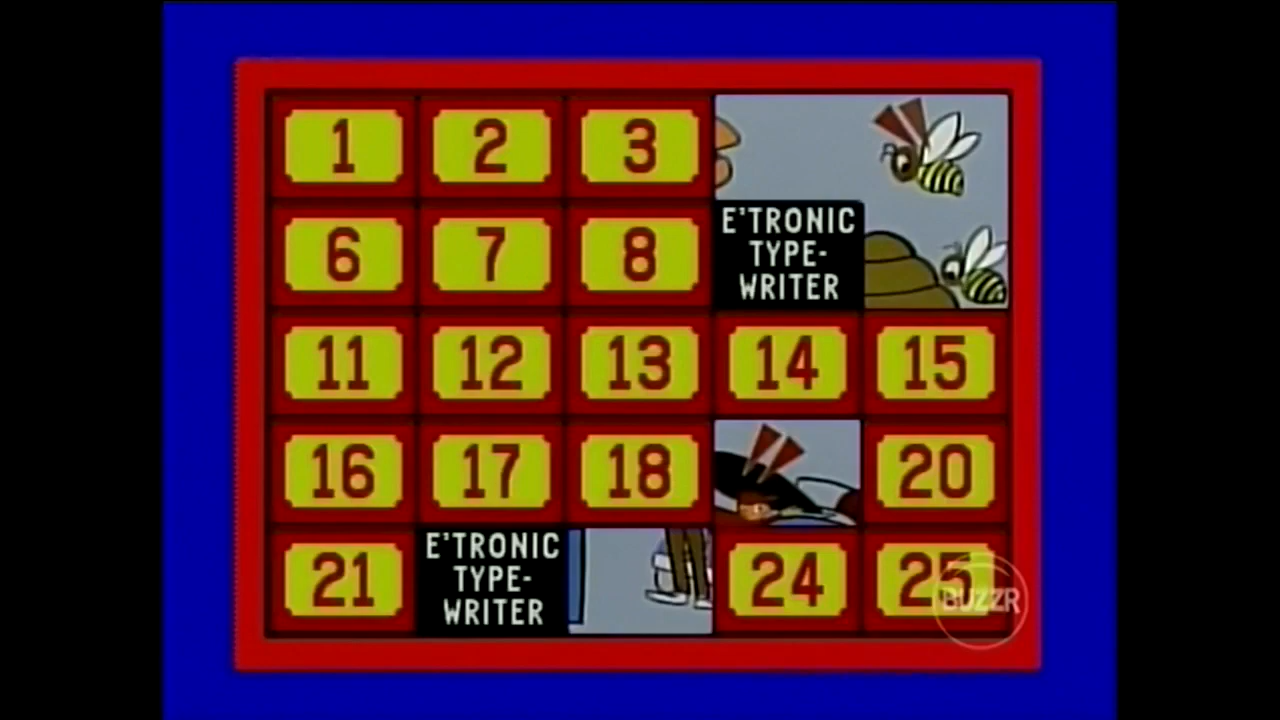 1 2 3
6 7 8 E'TRONIC
TYPE-
WRITER
11 12 13 14 15
16 17 18 20
21 E'TRONIC
TYPE-
WRITER 24 25
BUZZR